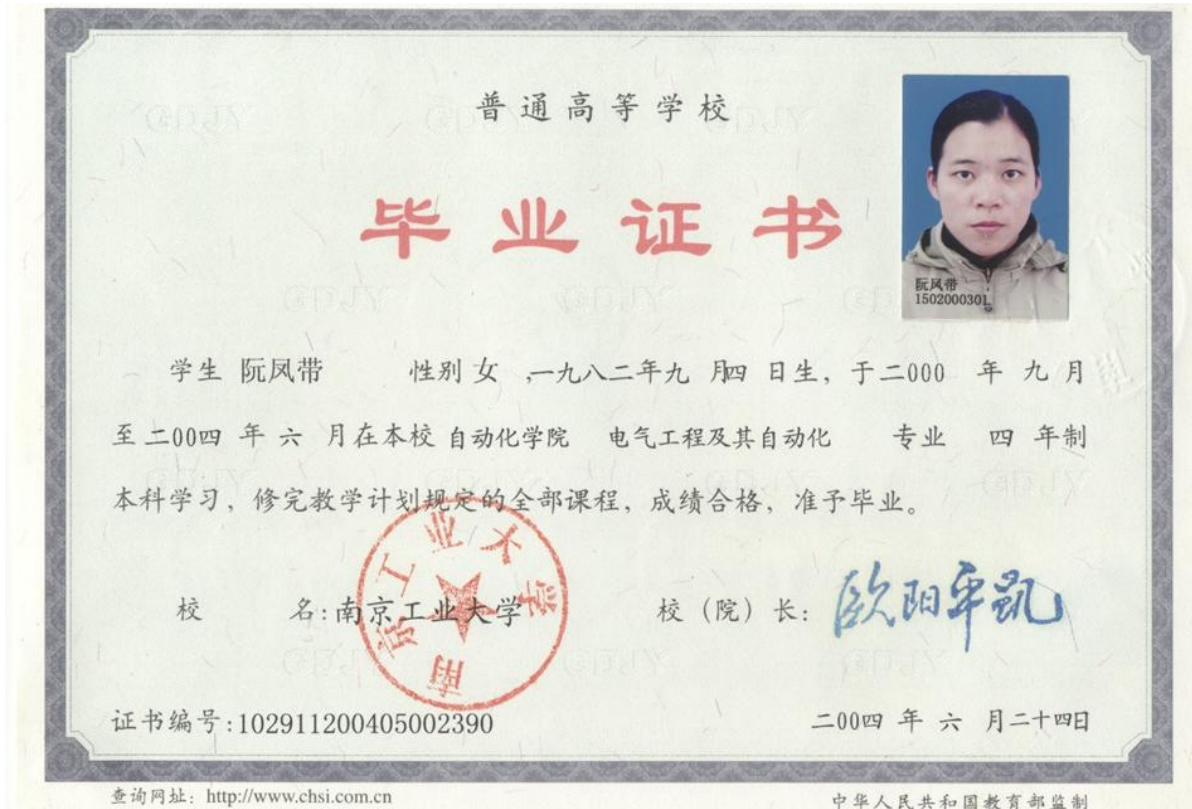 普通高等学校
毕业证书
阮凤带
1502000301
学生 阮凤带 性别 女 ,一九八二年九 月四 日生，于二000 年 九 月
至 二00四 年 六 月在本校 自动化学院 电气工程及其自动化 专业 四 年制
本科学习，修完教学计划规定的全部课程，成绩合格，准予毕业。
南京工业大学
校 名:南京工业大学 校（院）长: 欧阳平凯
证书编号:102911200405002390 二00四 年 六 月二十四日
查询网址: http://www.chsi.com.cn 中华人民共和国教育部监制